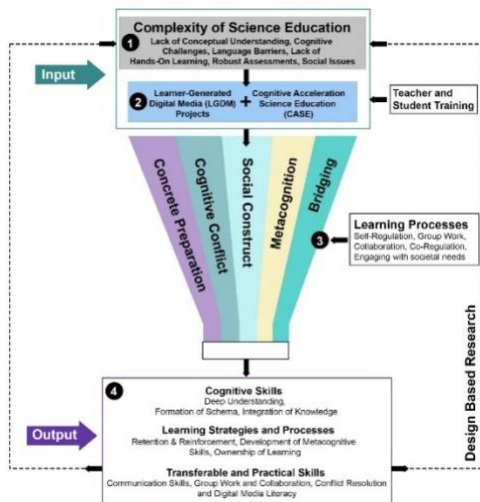 Complexity of Science Education
1
Lack of Conceptual Understanding, Cognitive
Challenges, Language Barriers, Lack of
Hands-On Learning, Robust Assessments, Social Issues
Input
2
Learner-Generated
Digital Media (LGDM)
Projects
+
Cognitive Acceleration
Science Education
(CASE)
Teacher and
Student Training
Concrete Preparation
Cognitive Conflict
Social Construct
Metacognition
Bridging
3
Learning Processes
Self-Regulation, Group Work,
Collaboration, Co-Regulation,
Engaging with societal needs
Design Based Research
4
Cognitive Skills
Deep Understanding,
Formation of Schema, Integration of Knowledge
Output
Learning Strategies and Processes
Retention & Reinforcement, Development of Metacognitive
Skills, Ownership of Learning
Transferable and Practical Skills
Communication Skills, Group Work and Collaboration, Conflict Resolution
and Digital Media Literacy